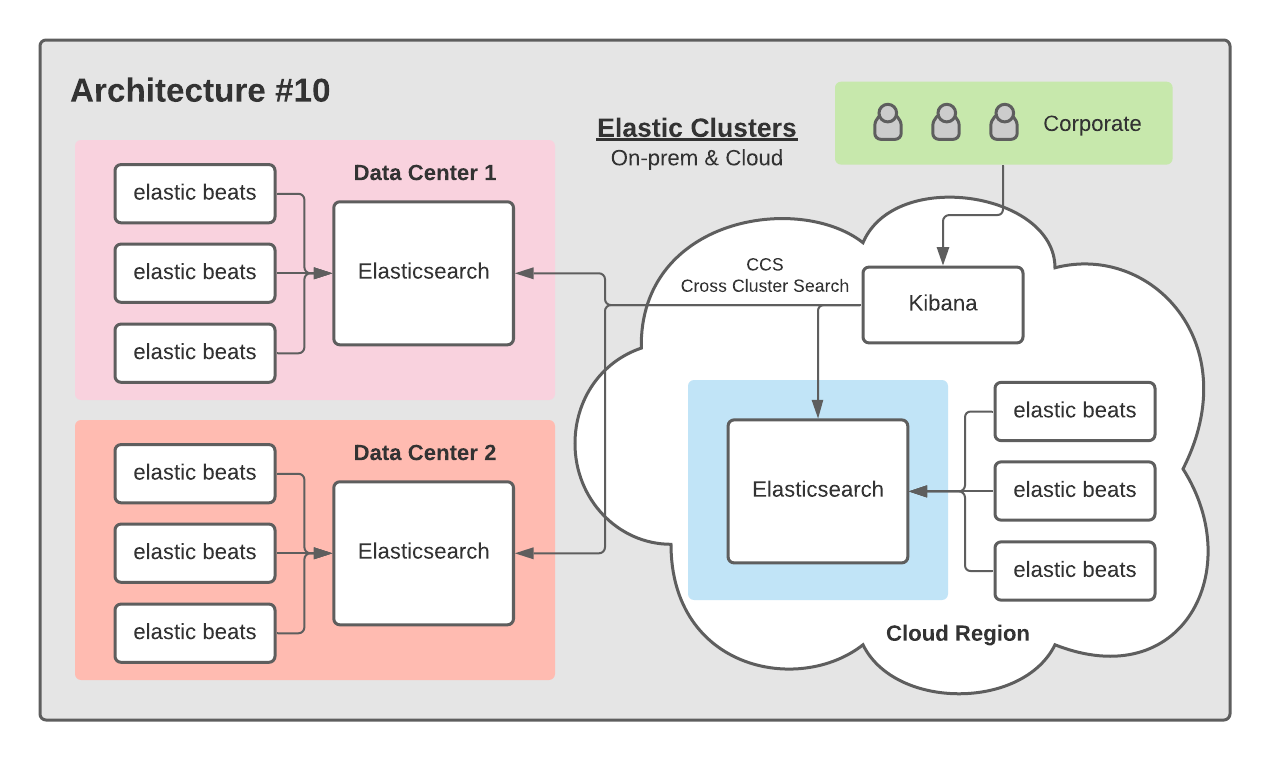 Architecture #10
Elastic Clusters
On-prem & Cloud
Corporate
Data Center 1
elastic beats
elastic beats
elastic beats
Elasticsearch
Data Center 2
elastic beats
elastic beats
elastic beats
Elasticsearch
CCS
Cross Cluster Search
Kibana
Elasticsearch
elastic beats
elastic beats
elastic beats
Cloud Region